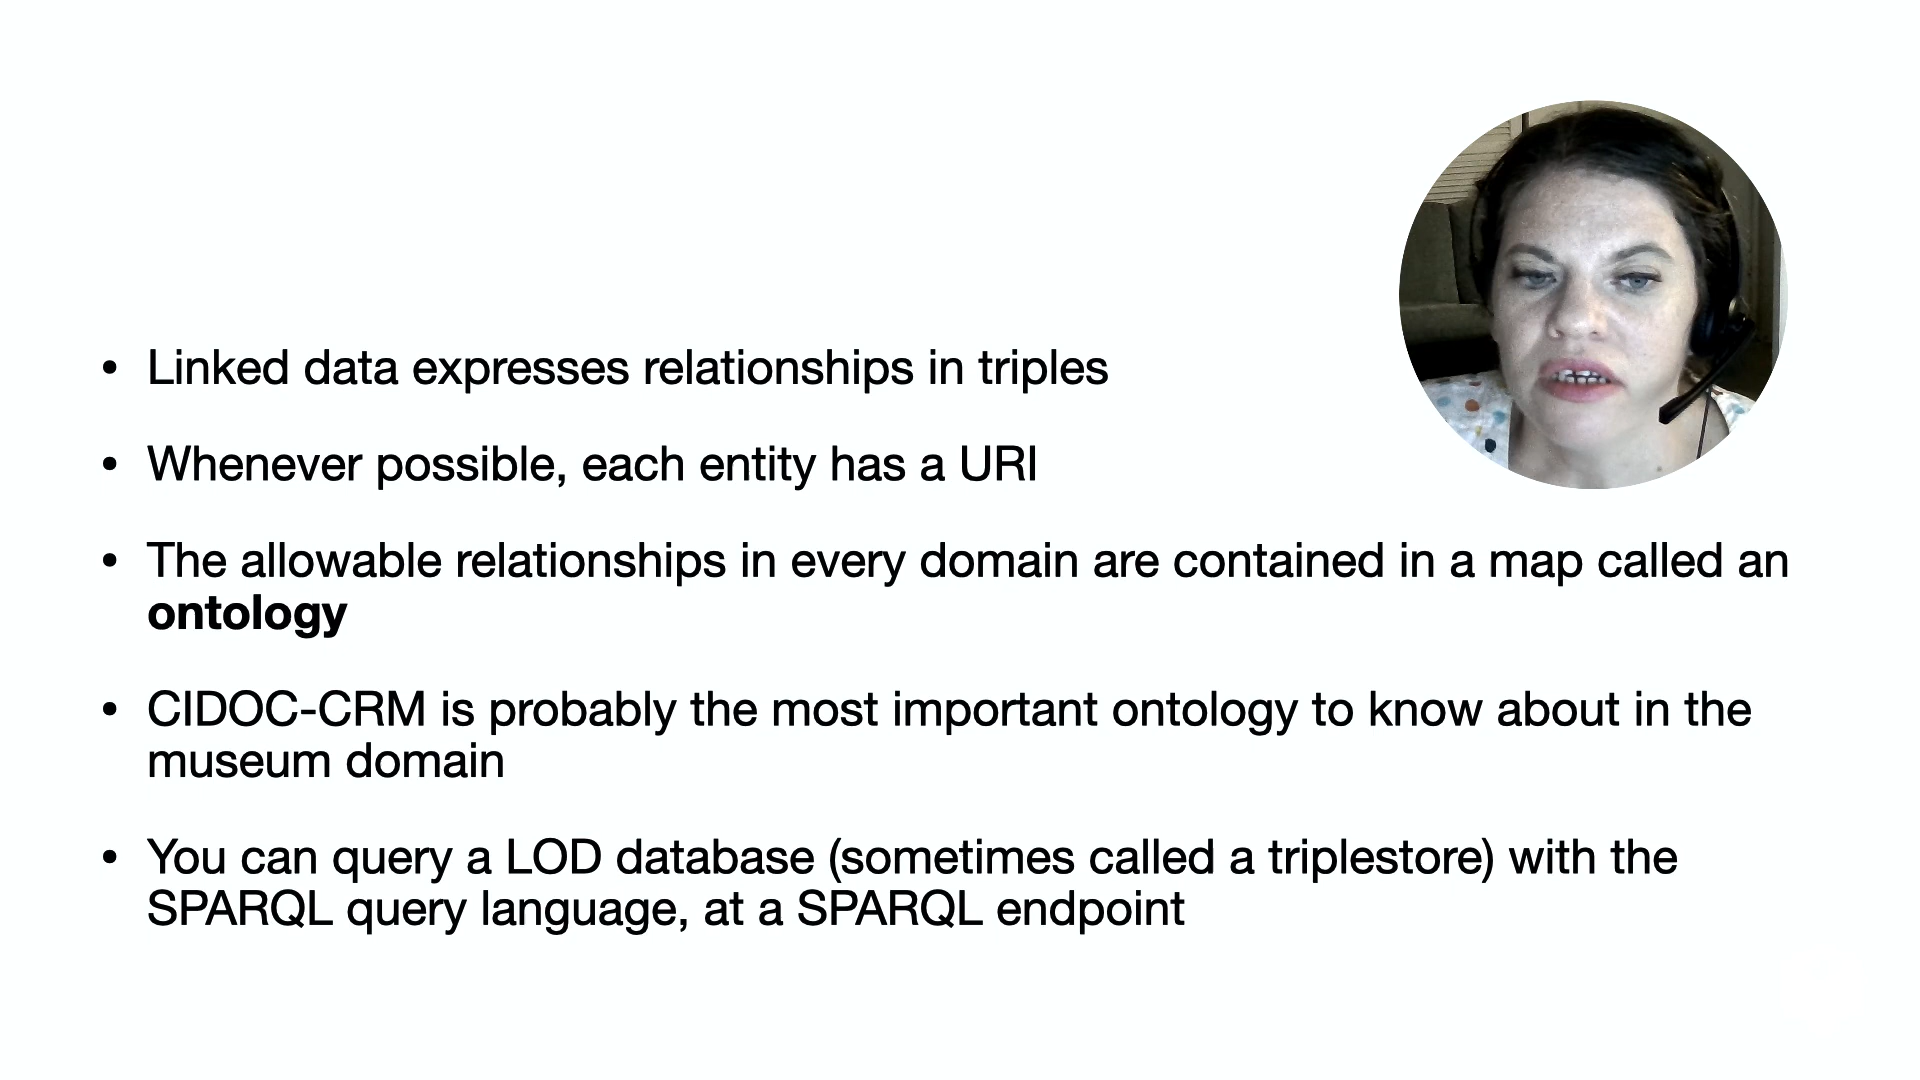 • Linked data expresses relationships in triples
• Whenever possible, each entity has a URI
• The allowable relationships in every domain are contained in a map called an
ontology
• CIDOC-CRM is probably the most important ontology to know about in the
museum domain
• You can query a LOD database (sometimes called a triplestore) with the
SPARQL query language, at a SPARQL endpoint